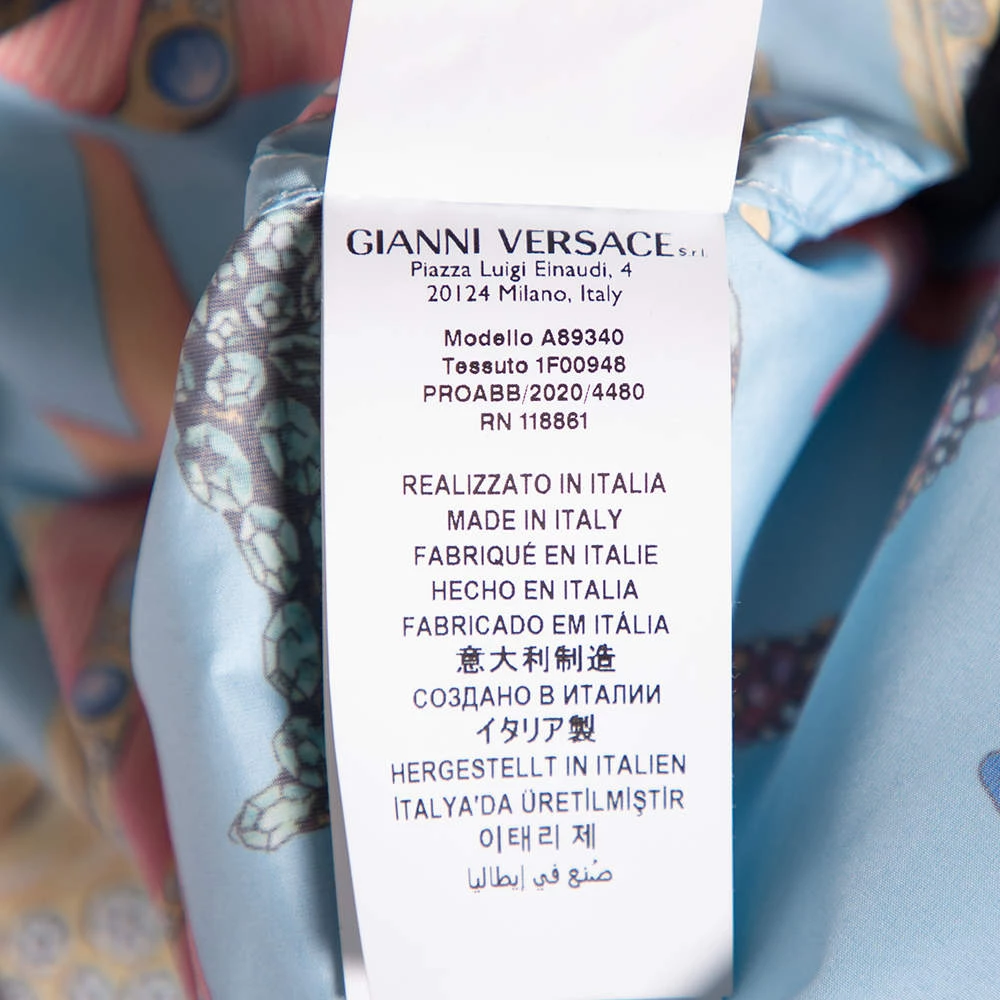 GIANNI VERSACE s.r.l.
Piazza Luigi Einaudi, 4
20124 Milano, Italy
Modello A89340
Tessuto 1F00948
PROABB/2020/4480
RN 118861
REALIZZATO IN ITALIA
MADE IN ITALY
FABRIQUÉ EN ITALIE
HECHO EN ITALIA
FABRICADO EM ITÁLIA
意大利制造
СОЗДАНО В ИТАЛИИ
イタリア製
HERGESTELLT IN ITALIEN
İTALYA'DA ÜRETİLMİŞTİR
이태리 제
صُنع في إيطاليا